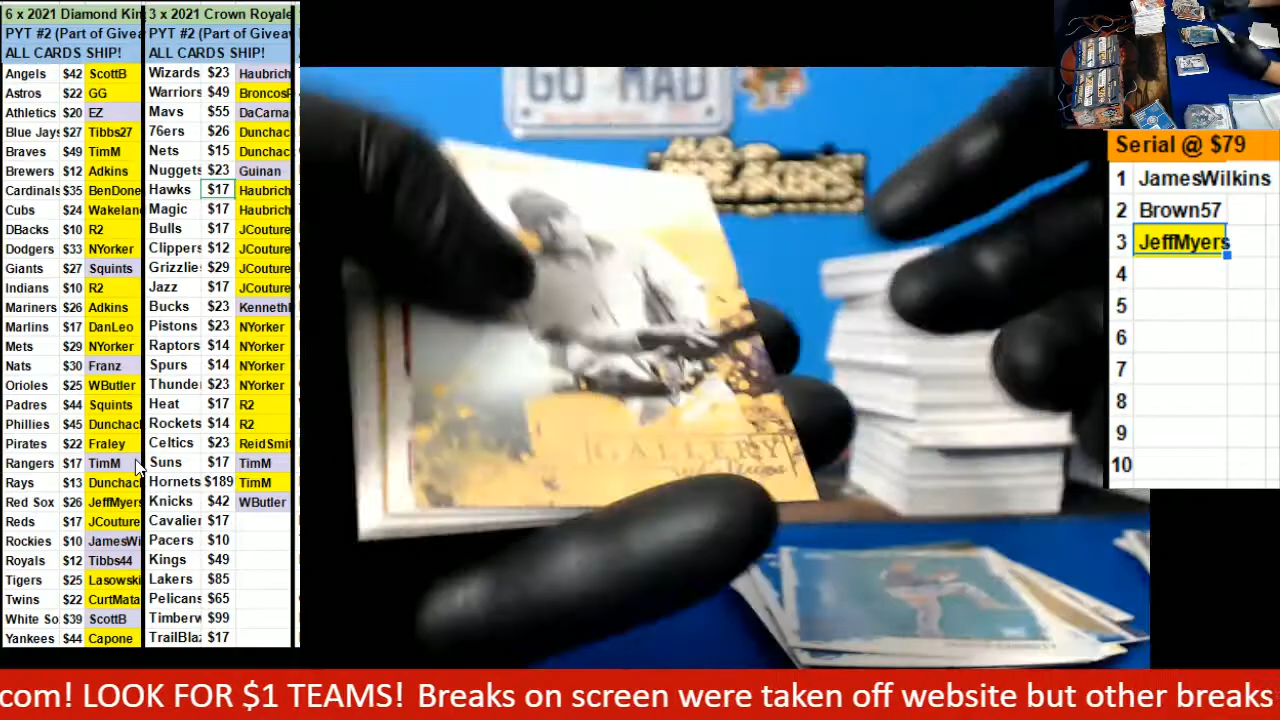 6 x 2021 Diamond Kin
PYT #2 (Part of Giveav
ALL CARDS SHIP!
Angels $42 ScottB
Astros $22 GG
Athletics $20 EZ
Blue Jays $27 Tibbs27
Braves $49 TimM
Brewers $12 Adkins
Cardinals $35 BenDone
Cubs $24 Wakelan
DBacks $10 R2
Dodgers $33 NYorker
Giants $27 Squints
Indians $10 R2
Mariners $26 Adkins
Marlins $17 DanLeo
Mets $29 NYorker
Nats $30 Franz
Orioles $25 WButler
Padres $44 Squints
Phillies $45 Dunchac
Pirates $22 Fraley
Rangers $17 TimM
Rays $13 Dunchac
Red Sox $26 JeffMyers
Reds $17 JCouture
Rockies $10 JamesWi
Royals $12 Tibbs44
Tigers $25 Lasowski
Twins $22 CurtMata
White So $39 ScottB
Yankees $44 Capone
3 x 2021 Crown Royale
PYT #2 (Part of Giveav
ALL CARDS SHIP!
Wizards $23 Haubrich
Warriors $49 BroncosF
Mavs $55 DaCarna
76ers $26 Dunchac
Nets $15 Dunchac
Nuggets $23 Guinan
Hawks $17 Haubrich
Magic $17 Haubrich
Bulls $17 JCouture
Clippers $12 JCouture
Grizzlies $29 JCouture
Jazz $17 JCouture
Bucks $23 Kennethl
Pistons $23 NYorker
Raptors $14 NYorker
Spurs $14 NYorker
Thunde $23 NYorker
Heat $17 R2
Rockets $14 R2
Celtics $23 ReidSmit
Suns $17 TimM
Hornets $189 TimM
Knicks $42 WButler
Cavalier $17
Pacers $10
Kings $49
Lakers $85
Pelicans $65
Timberw $99
TrailBla $17
GO MAD
BREAKERS
GALLERY
Serial @ $79
1 JamesWilkins
2 Brown57
3 JeffMyers
4
5
6
7
8
9
10
com! LOOK FOR $1 TEAMS! Breaks on screen were taken off website but other breaks